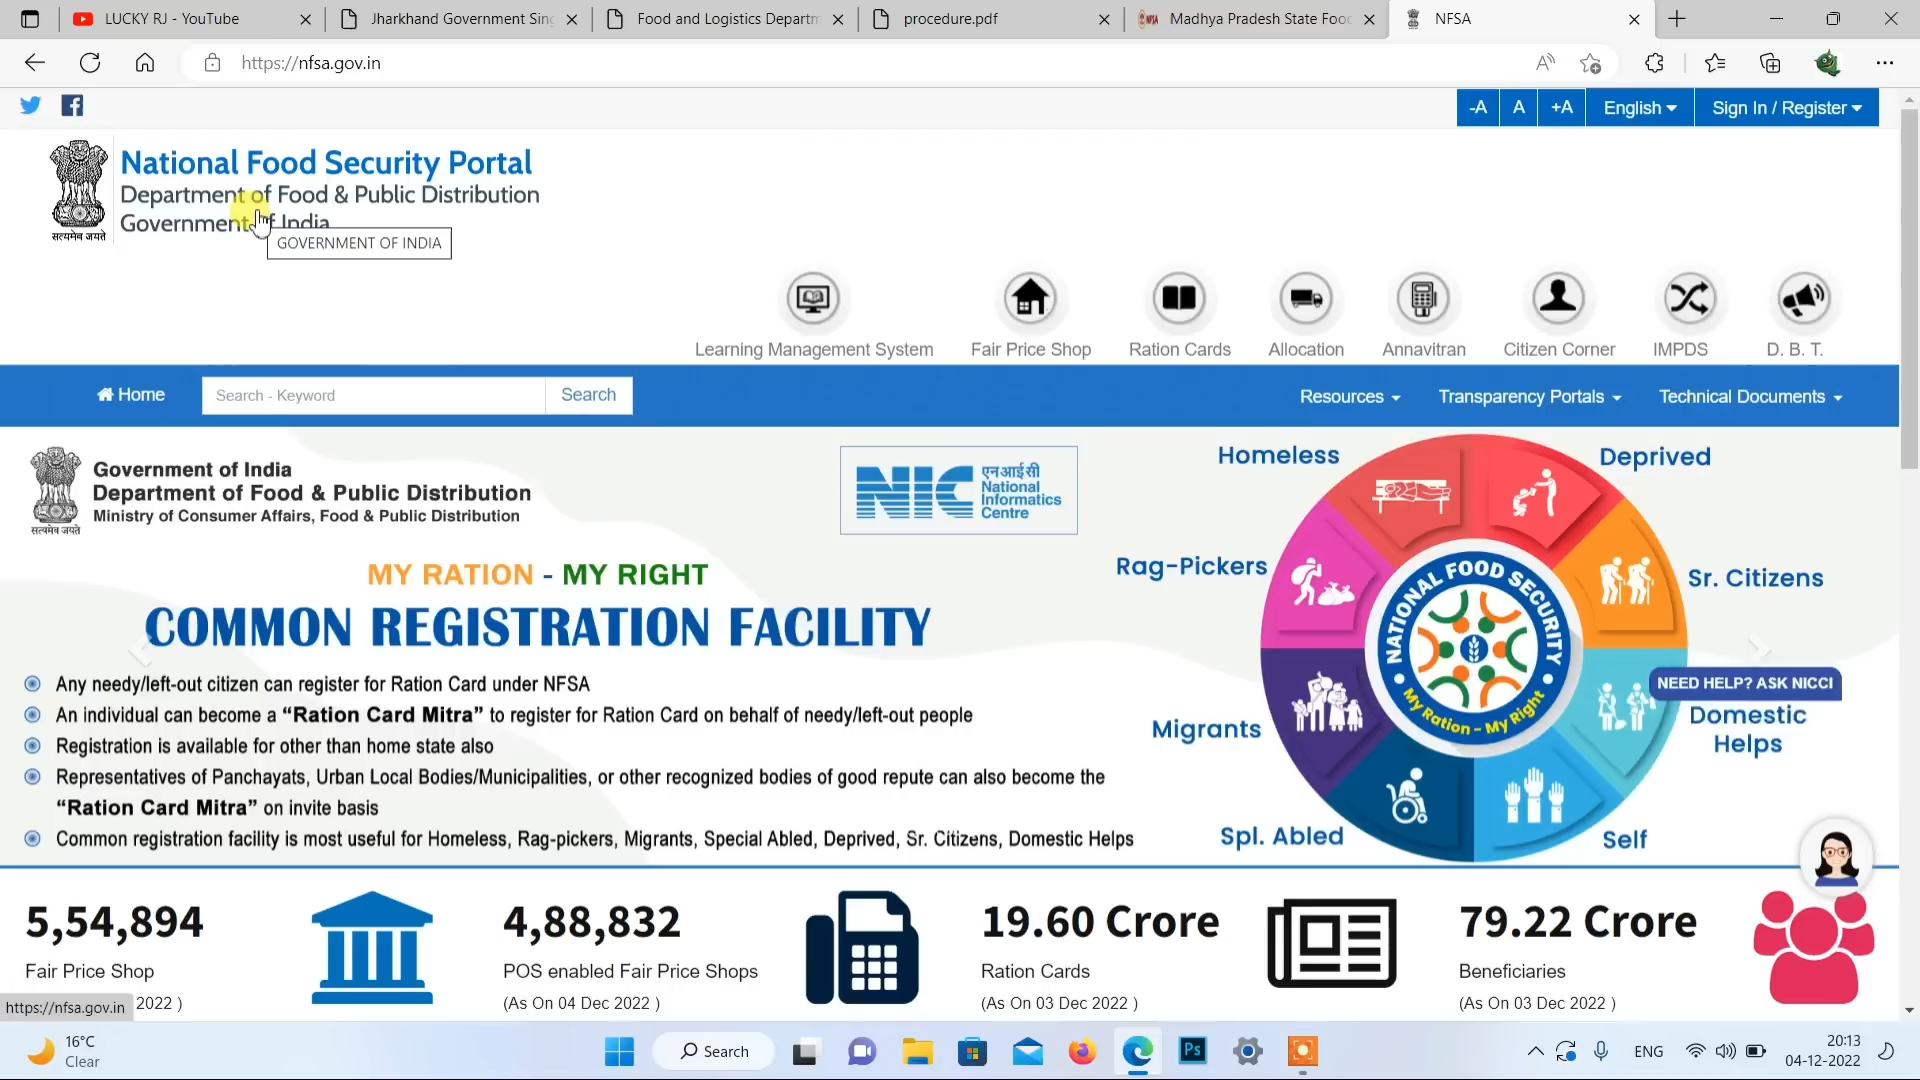 LUCKY RJ - YouTube
Jharkhand Government Sin
Food and Logistics Departm
procedure.pdf
Madhya Pradesh State Foo
NFSA
https://nfsa.gov.in
-A A +A English Sign In / Register
National Food Security Portal
Department of Food & Public Distribution
Government of India
सत्यमेव जयते
GOVERNMENT OF INDIA
Learning Management System
Fair Price Shop
Ration Cards
Allocation
Annavitran
Citizen Corner
IMPDS
D. B. T.
Home
Search - Keyword
Search
Resources
Transparency Portals
Technical Documents
Government of India
Department of Food & Public Distribution
Ministry of Consumer Affairs, Food & Public Distribution
सत्यमेव जयते
NIC
एन आई सी
National
Informatics
Centre
MY RATION - MY RIGHT
COMMON REGISTRATION FACILITY
Any needy/left-out citizen can register for Ration Card under NFSA
An individual can become a “Ration Card Mitra” to register for Ration Card on behalf of needy/left-out people
Registration is available for other than home state also
Representatives of Panchayats, Urban Local Bodies/Municipalities, or other recognized bodies of good repute can also become the
“Ration Card Mitra” on invite basis
Common registration facility is most useful for Homeless, Rag-pickers, Migrants, Special Abled, Deprived, Sr. Citizens, Domestic Helps
Homeless
Deprived
Rag-Pickers
Sr. Citizens
NATIONAL FOOD SECURITY
My Ration - My Right
NEED HELP? ASK NICCI
Migrants
Domestic
Helps
Spl. Abled
Self
5,54,894
Fair Price Shop
2022 )
4,88,832
POS enabled Fair Price Shops
(As On 04 Dec 2022 )
19.60 Crore
Ration Cards
(As On 03 Dec 2022 )
79.22 Crore
Beneficiaries
(As On 03 Dec 2022 )
https://nfsa.gov.in
16°C
Clear
Search
Ps
ENG
20:13
04-12-2022